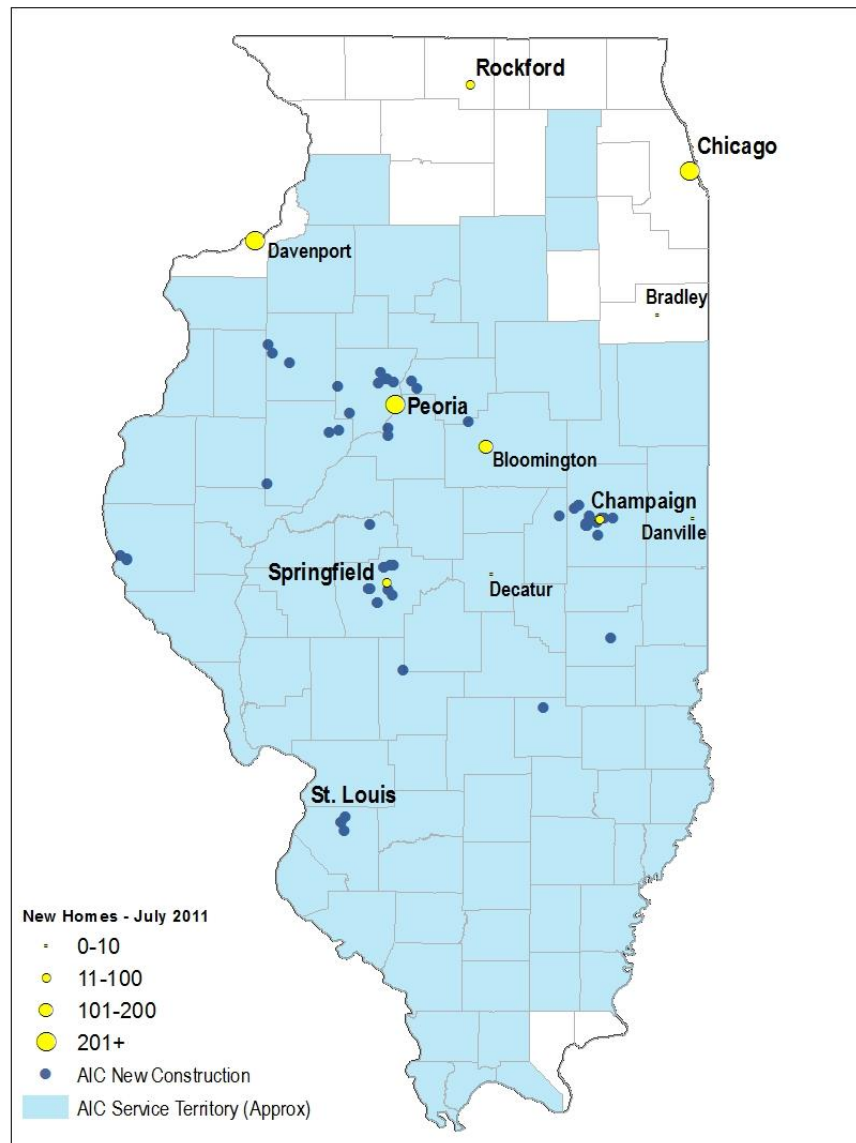 Rockford
Chicago
Davenport
Bradley
Peoria
Bloomington
Champaign
Danville
Springfield
Decatur
St. Louis
New Homes - July 2011
0-10
11-100
101-200
201+
AIC New Construction
AIC Service Territory (Approx)